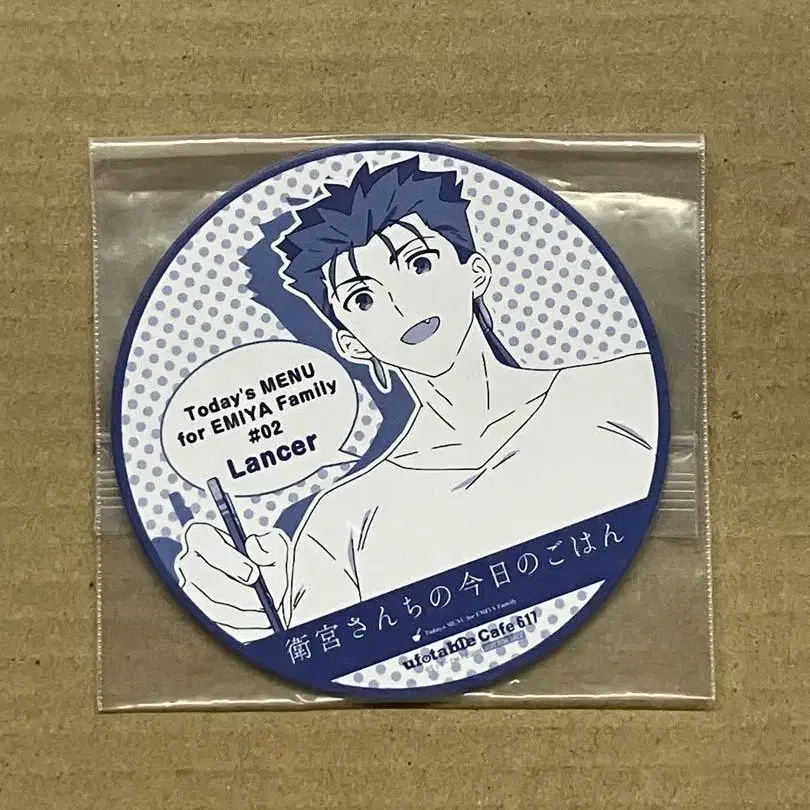 Today's MENU
for EMIYA Family
#02
Lancer
衛宮さんちの今日のごはん
Today's MENU for EMIYA Family
ufotable Cafe 617